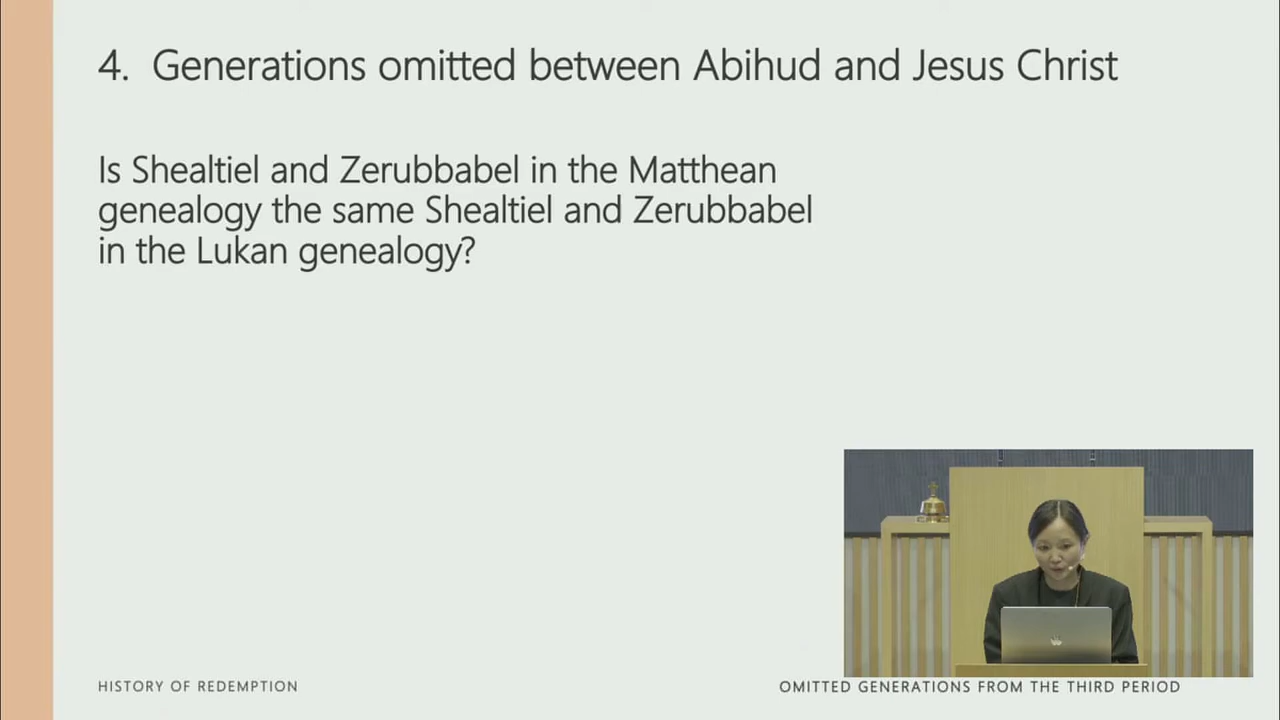 4. Generations omitted between Abihud and Jesus Christ
Is Shealtiel and Zerubbabel in the Matthean
genealogy the same Shealtiel and Zerubbabel
in the Lukan genealogy?
HISTORY OF REDEMPTION
OMITTED GENERATIONS FROM THE THIRD PERIOD